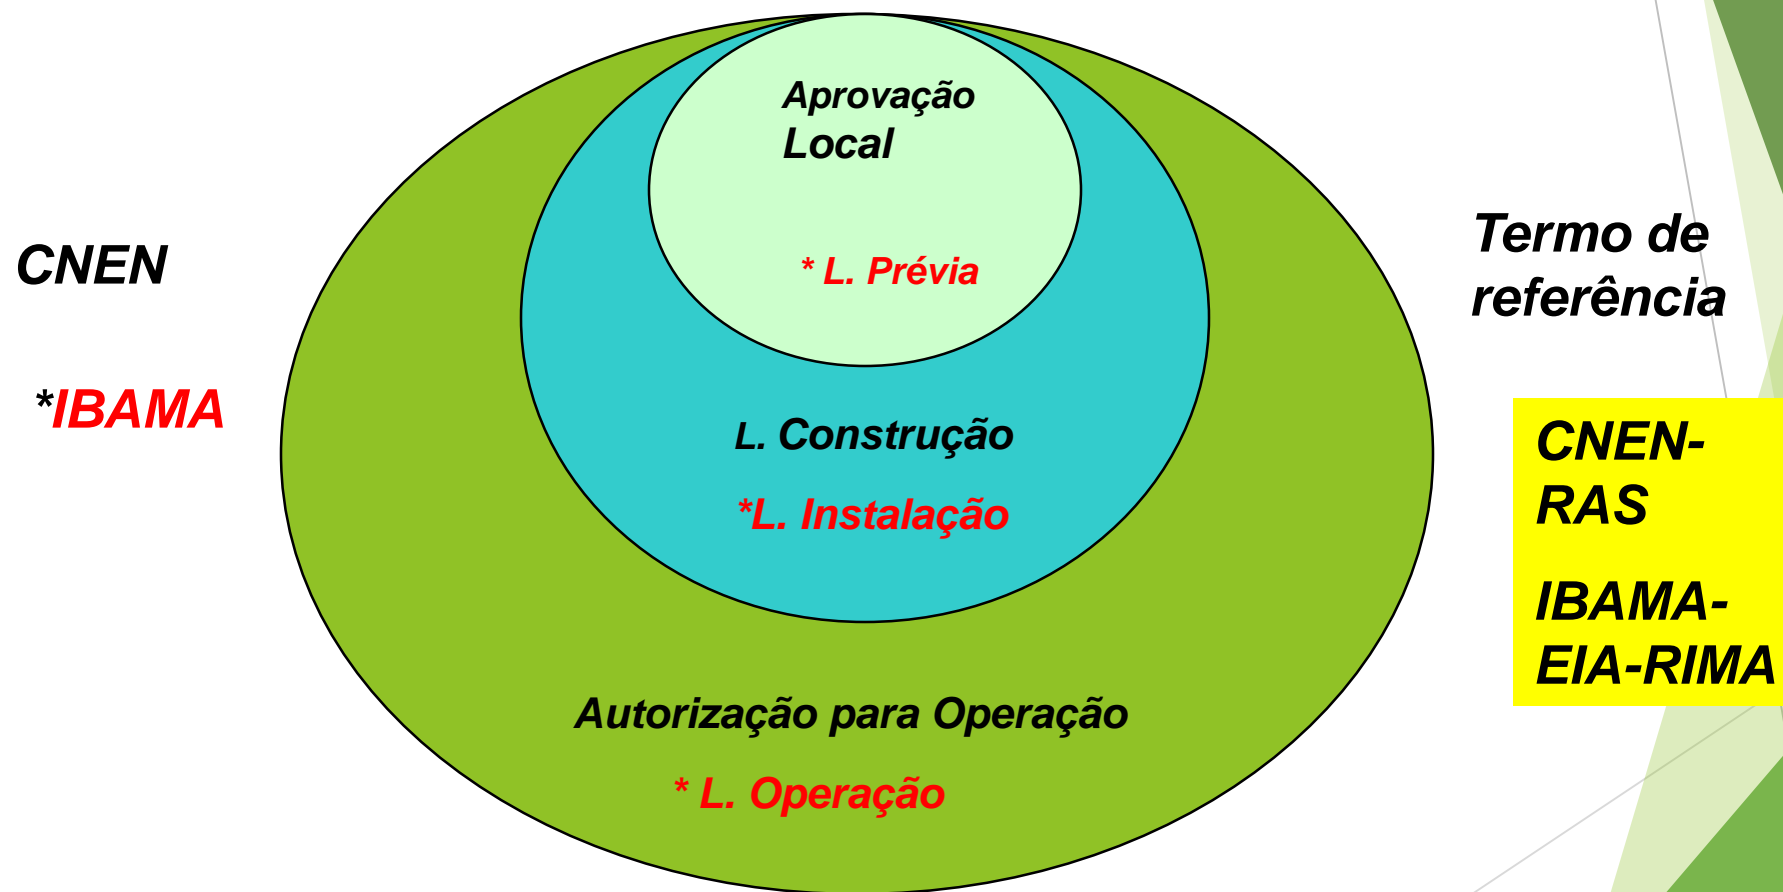 CNEN
*IBAMA
Aprovação
Local
* L. Prévia
L. Construção
*L. Instalação
Autorização para Operação
* L. Operação
Termo de
referência
CNEN-
RAS
IBAMA-
EIA-RIMA